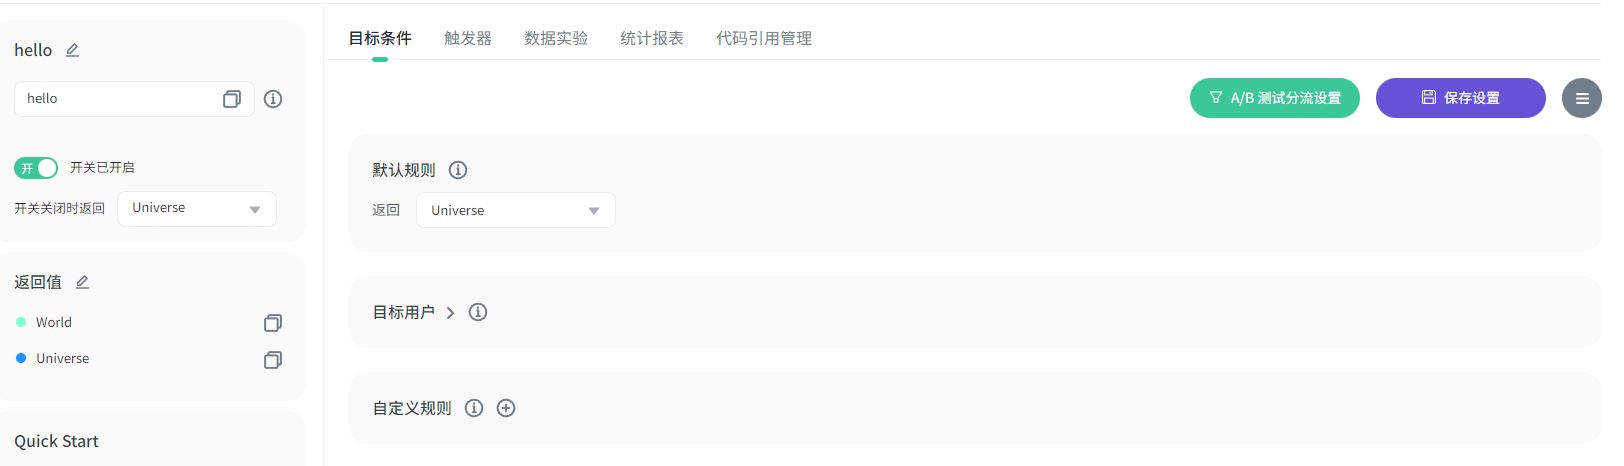 hello
hello
开 开关已开启
开关关闭时返回 Universe
返回值
World
Universe
Quick Start
目标条件 触发器 数据实验 统计报表 代码引用管理
A/B 测试分流设置 保存设置
默认规则
返回 Universe
目标用户
自定义规则